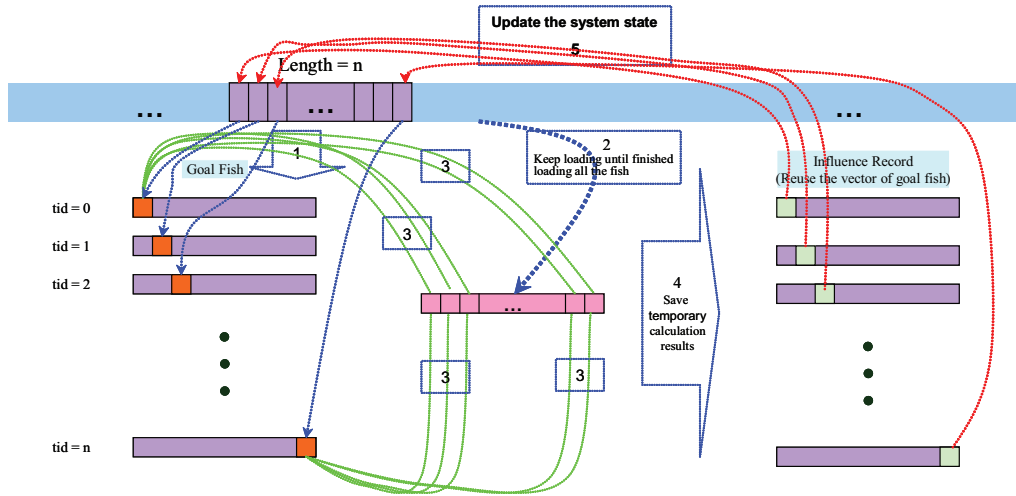 Update the system state
5
Length = n
...
...
...
1
2
Keep loading until finished
loading all the fish
3
Goal Fish
Influence Record
(Reuse the vector of goal fish)
tid = 0
tid = 1
3
tid = 2
4
Save
temporary
calculation
results
...
3
3
tid = n